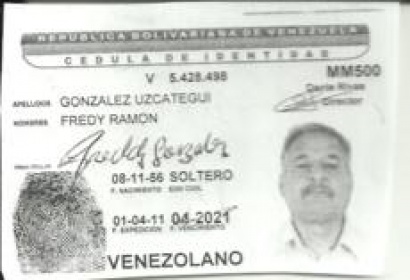 REPUBLICA BOLIVARIANA DE VENEZUELA
CEDULA DE IDENTIDAD
V 5.428.498
MM500
Dante Rivas
Director
APELLIDOS GONZALEZ UZCATEGUI
NOMBRES FREDY RAMON
Fredy Gonzalez
08-11-56 SOLTERO
F. NACIMIENTO EDO CIVIL
01-04-11 04-2021
F. EXPEDICION F. VENCIMIENTO
VENEZOLANO